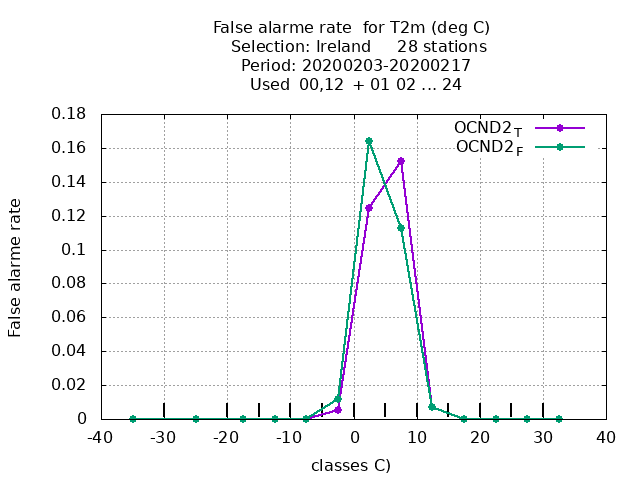 False alarme rate  for T2m (deg C)
Selection: Ireland     28 stations
Period: 20200203-20200217
Used  00,12  + 01 02 ... 24
OCND2T
OCND2F
0.18
0.16
0.14
0.12
0.1
0.08
0.06
0.04
0.02
0
False alarme rate
-40 -30 -20 -10 0 10 20 30 40
classes C)